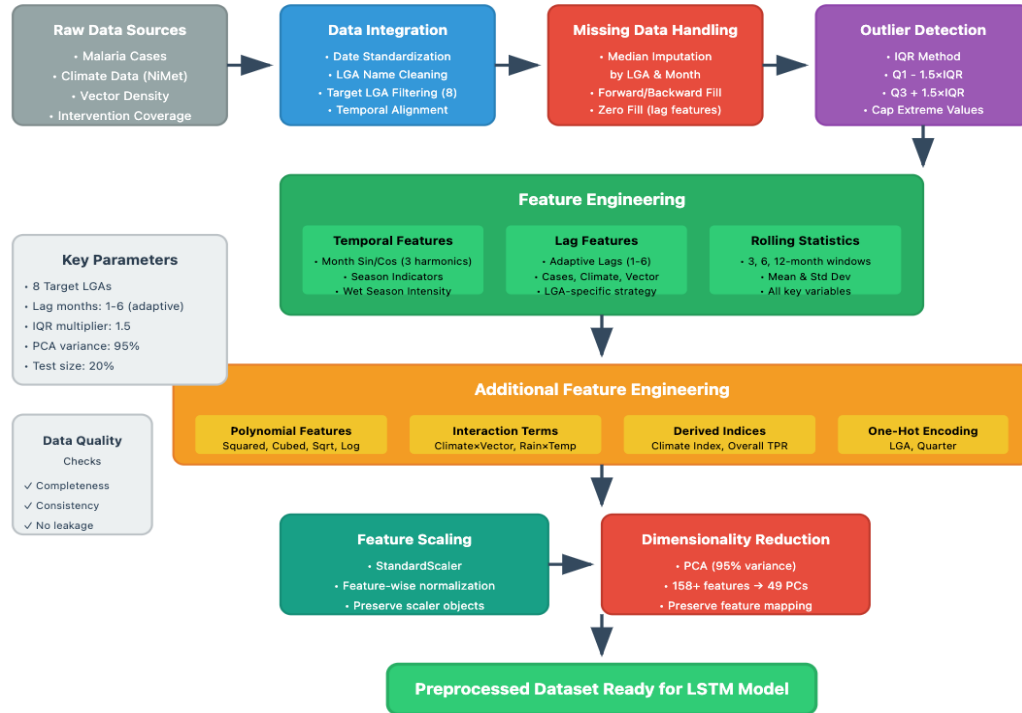 Raw Data Sources
• Malaria Cases
• Climate Data (NiMet)
• Vector Density
• Intervention Coverage
Data Integration
• Date Standardization
• LGA Name Cleaning
• Target LGA Filtering (8)
• Temporal Alignment
Missing Data Handling
• Median Imputation
by LGA & Month
• Forward/Backward Fill
• Zero Fill (lag features)
Outlier Detection
• IQR Method
• Q1 - 1.5×IQR
• Q3 + 1.5×IQR
• Cap Extreme Values
Feature Engineering
Temporal Features
• Month Sin/Cos (3 harmonics)
• Season Indicators
• Wet Season Intensity
Lag Features
• Adaptive Lags (1-6)
• Cases, Climate, Vector
• LGA-specific strategy
Rolling Statistics
• 3, 6, 12-month windows
• Mean & Std Dev
• All key variables
Key Parameters
• 8 Target LGAs
• Lag months: 1-6 (adaptive)
• IQR multiplier: 1.5
• PCA variance: 95%
• Test size: 20%
Additional Feature Engineering
Polynomial Features
Squared, Cubed, Sqrt, Log
Interaction Terms
Climate×Vector, Rain×Temp
Derived Indices
Climate Index, Overall TPR
One-Hot Encoding
LGA, Quarter
Data Quality
Checks
✓ Completeness
✓ Consistency
✓ No leakage
Feature Scaling
• StandardScaler
• Feature-wise normalization
• Preserve scaler objects
Dimensionality Reduction
• PCA (95% variance)
• 158+ features → 49 PCs
• Preserve feature mapping
Preprocessed Dataset Ready for LSTM Model